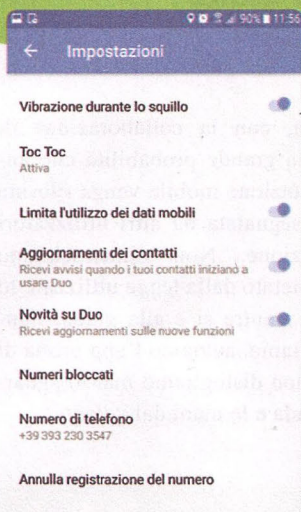 90% 11:56
Impostazioni
Vibrazione durante lo squillo
Toc Toc
Attiva
Limita l'utilizzo dei dati mobili
Aggiornamenti dei contatti
Ricevi avvisi quando i tuoi contatti iniziano a
usare Duo
Novità su Duo
Ricevi aggiornamenti sulle nuove funzioni
Numeri bloccati
Numero di telefono
+39 393 230 3547
Annulla registrazione del numero